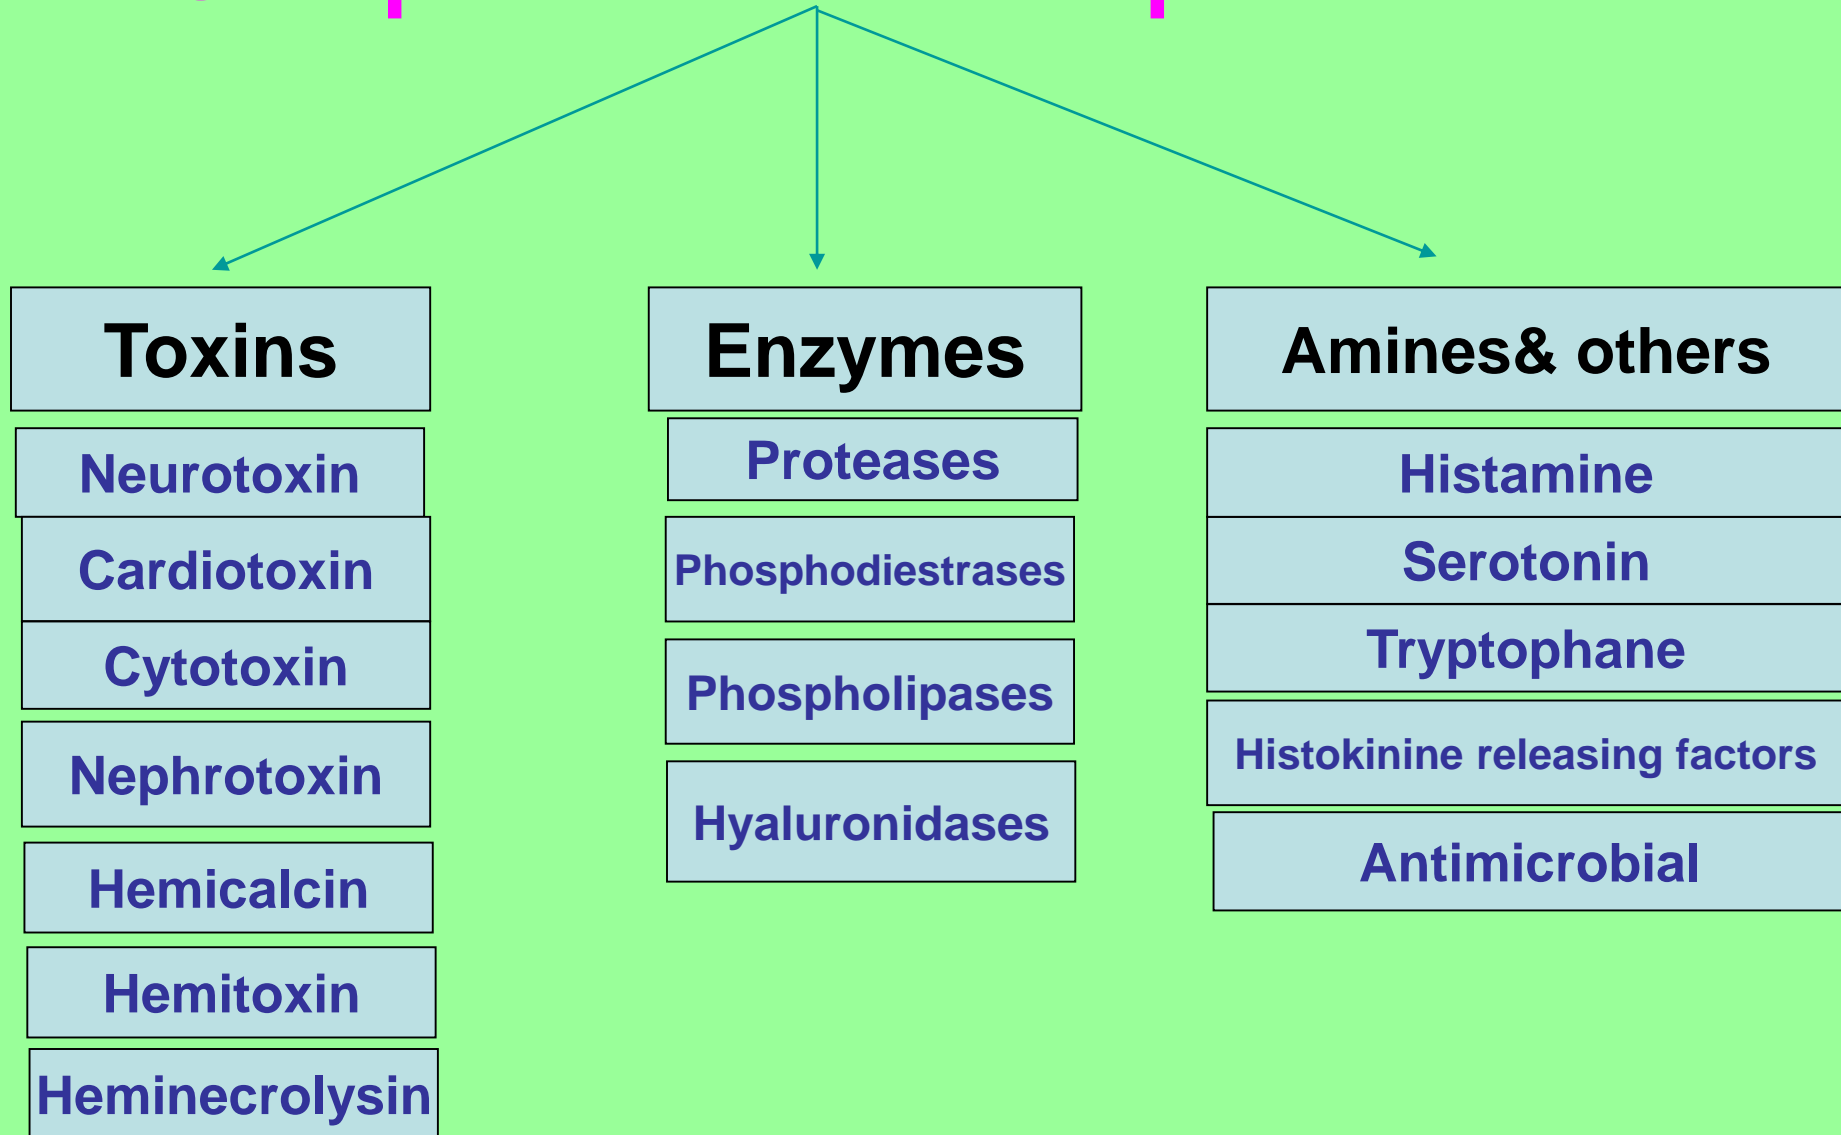 Toxins
Neurotoxin
Cardiotoxin
Cytotoxin
Nephrotoxin
Hemicalcin
Hemitoxin
Heminecrolysin
Enzymes
Proteases
Phosphodiestrases
Phospholipases
Hyaluronidases
Amines& others
Histamine
Serotonin
Tryptophane
Histokinine releasing factors
Antimicrobial